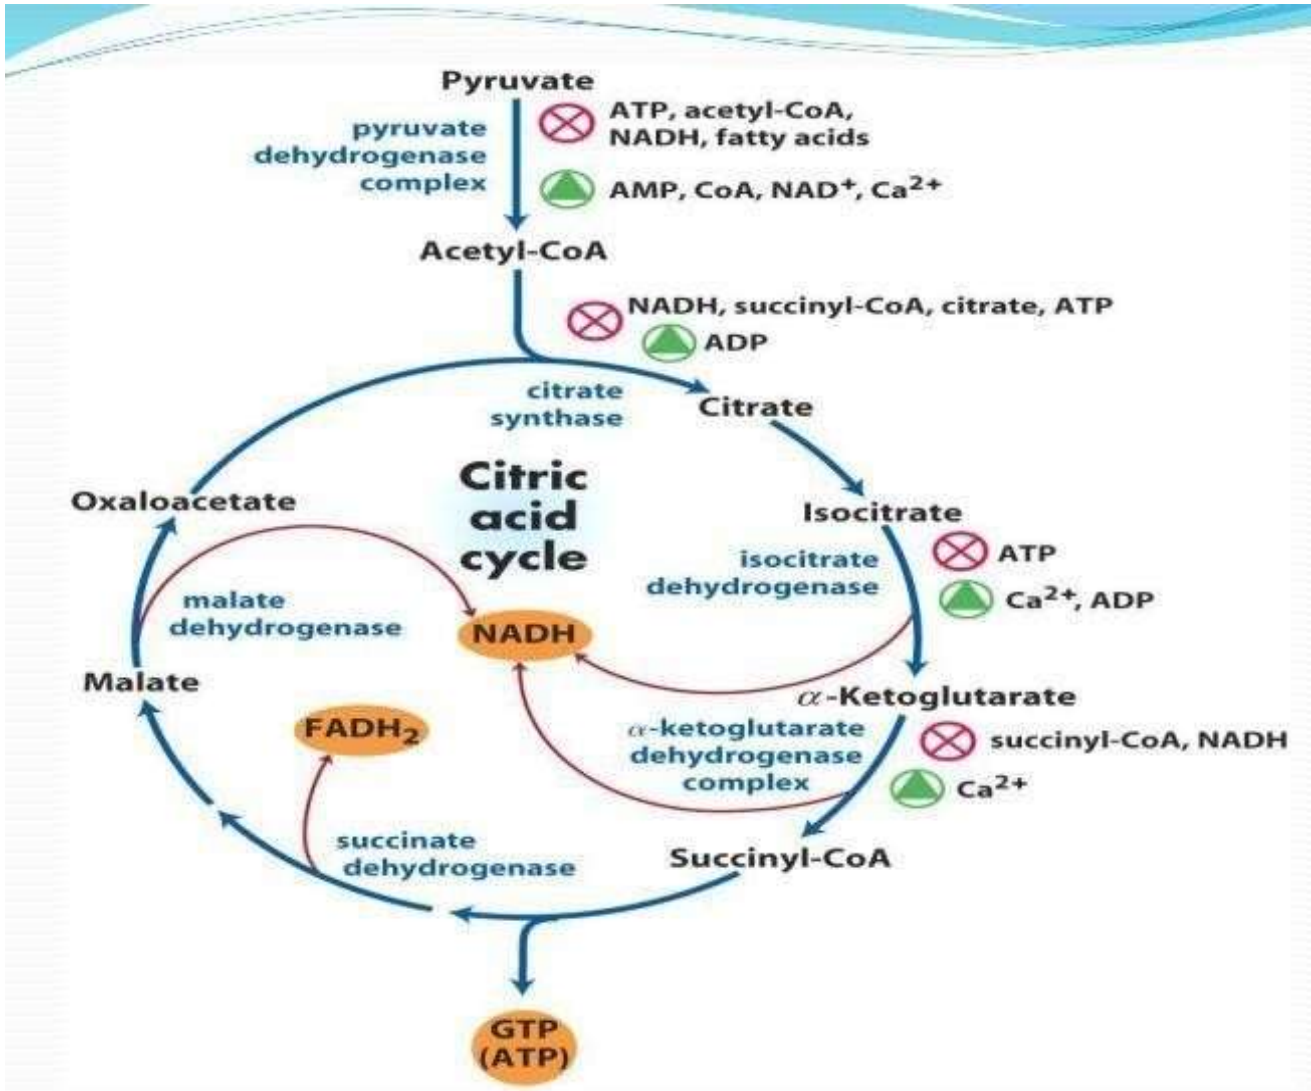 Pyruvate
pyruvate
dehydrogenase
complex
ATP, acetyl-CoA,
NADH, fatty acids
AMP, CoA, NAD⁺, Ca²⁺
Acetyl-CoA
NADH, succinyl-CoA, citrate, ATP
ADP
citrate
synthase
Citrate
Citric
acid
cycle
Oxaloacetate
Isocitrate
isocitrate
dehydrogenase
ATP
Ca²⁺, ADP
malate
dehydrogenase
NADH
Malate
α-Ketoglutarate
FADH₂
α-ketoglutarate
dehydrogenase
complex
succinyl-CoA, NADH
Ca²⁺
succinate
dehydrogenase
Succinyl-CoA
GTP
(ATP)